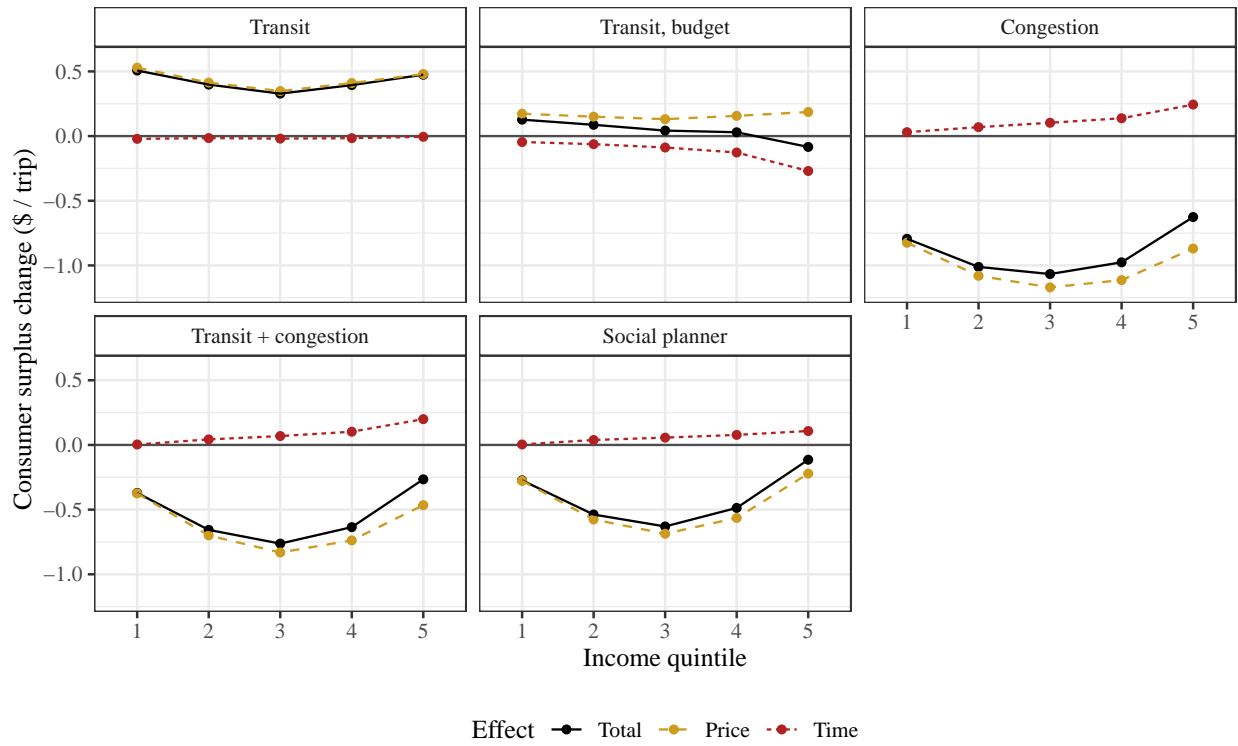 Transit
Transit, budget
Congestion
0.5
0.0
−0.5
−1.0
1 2 3 4 5
Transit + congestion
Social planner
0.5
0.0
−0.5
−1.0
1 2 3 4 5
1 2 3 4 5
Consumer surplus change ($ / trip)
Income quintile
Effect Total Price Time